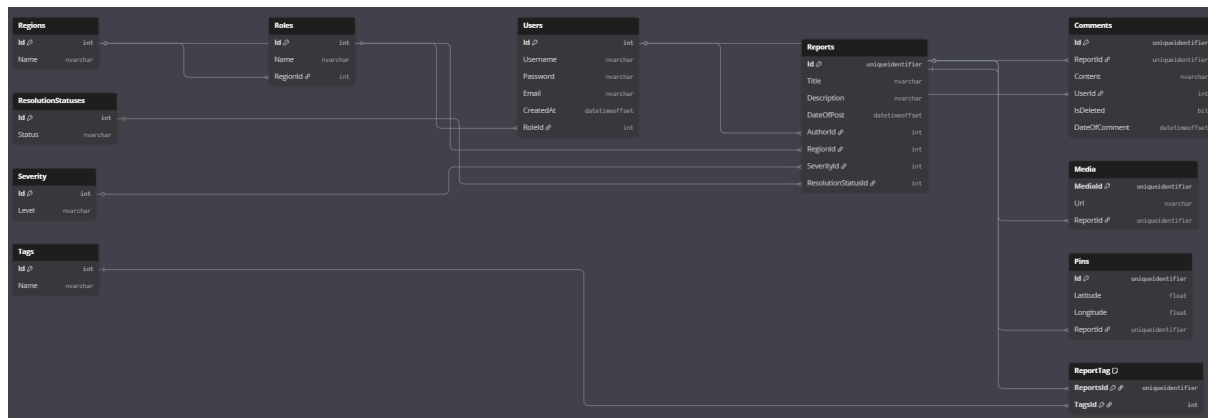 Regions
Id int
Name nvarchar
ResolutionStatuses
Id int
Status nvarchar
Severity
Id int
Level nvarchar
Tags
Id int
Name nvarchar
Roles
Id int
Name nvarchar
RegionId int
Users
Id int
Username nvarchar
Password nvarchar
Email nvarchar
CreatedAt datetimeoffset
RoleId int
Reports
Id uniqueidentifier
Title nvarchar
Description nvarchar
DateOfPost datetimeoffset
AuthorId int
RegionId int
SeverityId int
ResolutionStatusId int
Comments
Id uniqueidentifier
ReportId uniqueidentifier
Content nvarchar
UserId int
IsDeleted bit
DateOfComment datetimeoffset
Media
MediaId uniqueidentifier
Url nvarchar
ReportId uniqueidentifier
Pins
Id uniqueidentifier
Latitude float
Longitude float
ReportId uniqueidentifier
ReportTag
ReportsId uniqueidentifier
TagsId int